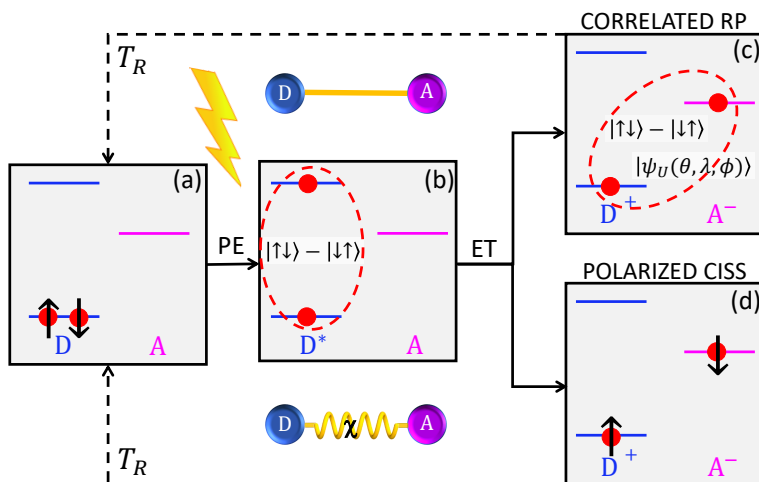 CORRELATED RP
T_R
D
A
(c)
|↑↓⟩ − |↓↑⟩
|ψ_U(θ, λ, ϕ)⟩
D⁺
A⁻
(a)
D
A
PE
(b)
|↑↓⟩ − |↓↑⟩
D*
A
ET
POLARIZED CISS
(d)
D⁺
A⁻
D
χ
A
T_R